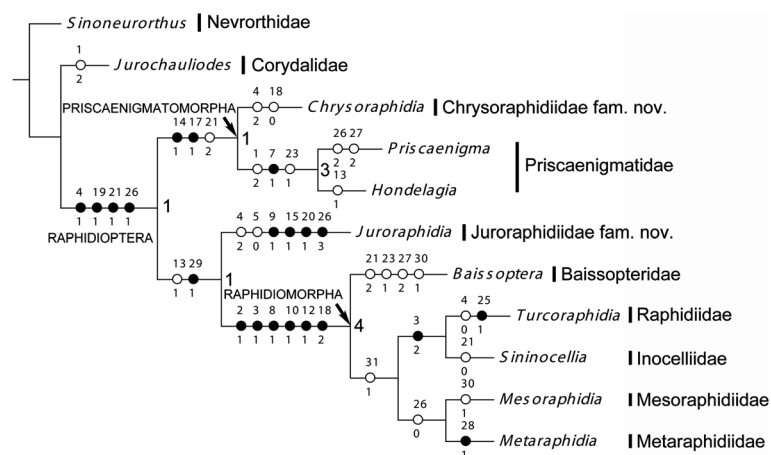 Sinoneurorthus Nevrorthidae
1
2
Jurochauliodes Corydalidae
PRISCAENIGMATOMORPHA
4 18
2 0
Chrysoraphidia Chrysoraphidiidae fam. nov.
14 17 21
1 1 2
1
26 27
2 2
Priscaenigma
1 7 23
2 1 1
3
Priscaenigmatidae
13
1
Hondelagia
4 19 21 26
1 1 1 1
1
RAPHIDIOPTERA
4 5 9 15 20 26
2 0 1 1 1 3
Juroraphidia Juroraphidiidae fam. nov.
13 29
1 1
1
RAPHIDIOMORPHA
21 23 27 30
2 1 2 1
Baissoptera Baissopteridae
2 3 8 10 12 18
1 1 1 1 1 2
4
4 25
0 1
Turcoraphidia Raphidiidae
3
2
21
0
Sininocellia Inocelliidae
31
1
30
1
Mesoraphidia Mesoraphidiidae
26
0
28
1
Metaraphidia Metaraphidiidae